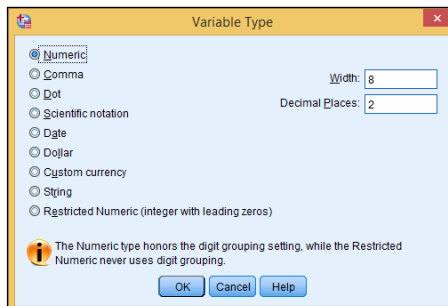 Variable Type
Numeric
Comma
Width: 8
Dot
Decimal Places: 2
Scientific notation
Date
Dollar
Custom currency
String
Restricted Numeric (integer with leading zeros)
The Numeric type honors the digit grouping setting, while the Restricted
Numeric never uses digit grouping.
OK Cancel Help